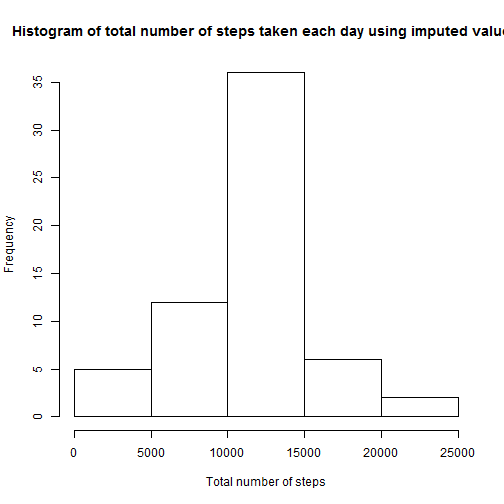 Histogram of total number of steps taken each day using imputed
35
30
25
20
15
10
5
0
Frequency
0 5000 10000 15000 20000 25000
Total number of steps